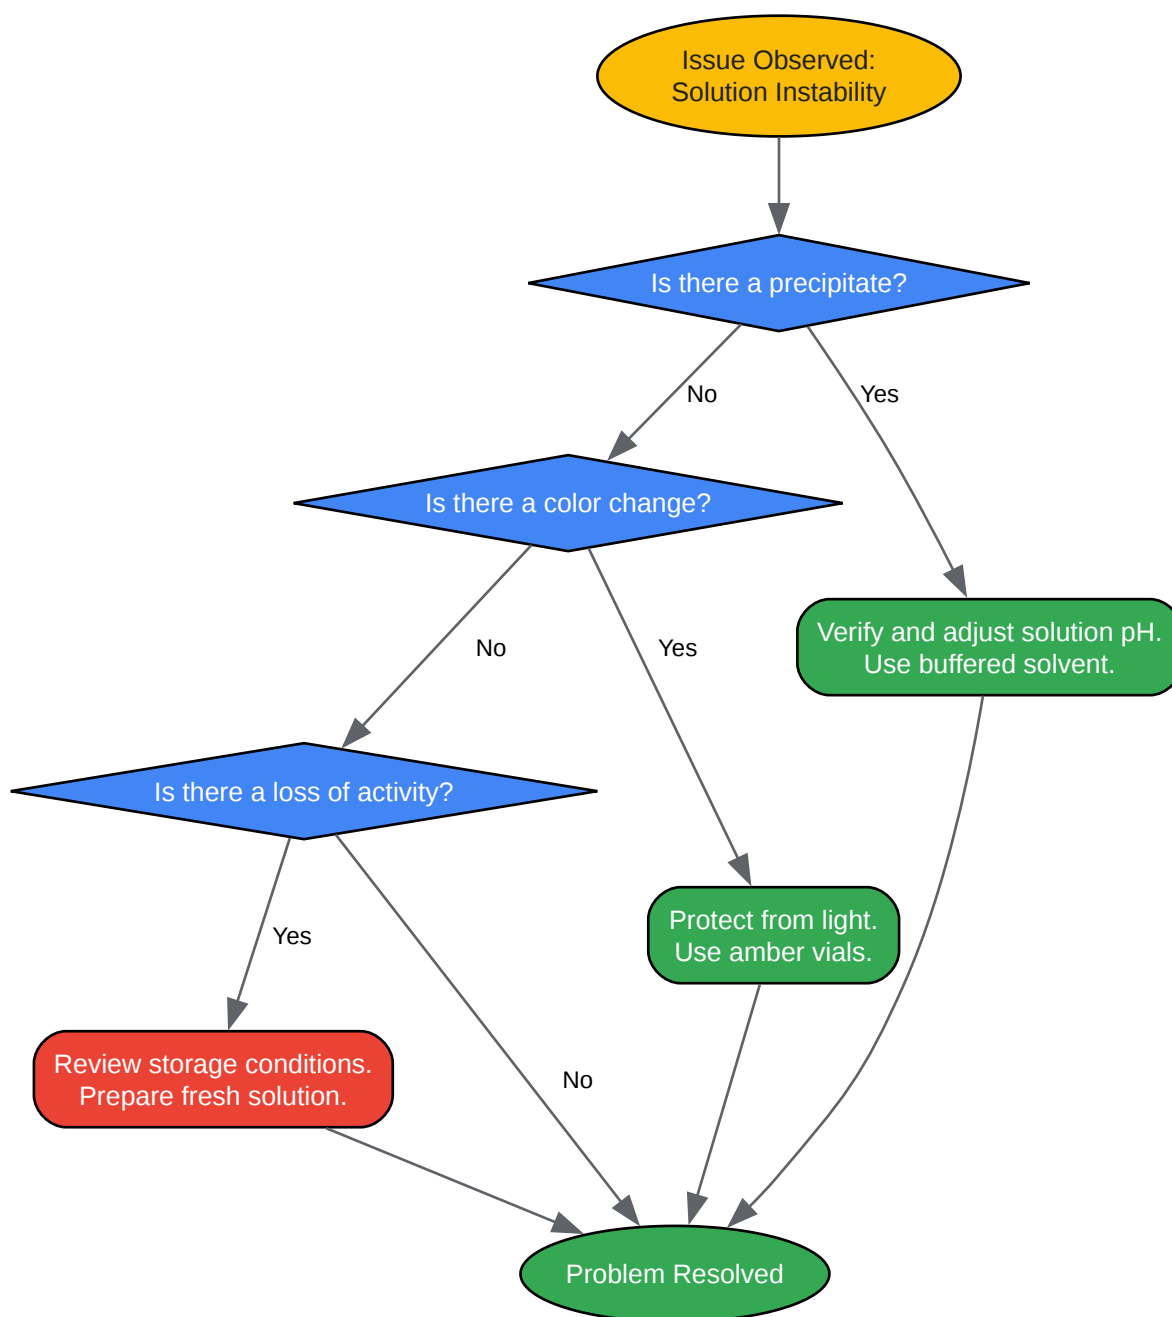 Issue Observed:
Solution Instability
Is there a precipitate?
No
Yes
Is there a color change?
No
Yes
Verify and adjust solution pH.
Use buffered solvent.
Is there a loss of activity?
Protect from light.
Use amber vials.
Yes
Review storage conditions.
Prepare fresh solution.
No
Problem Resolved